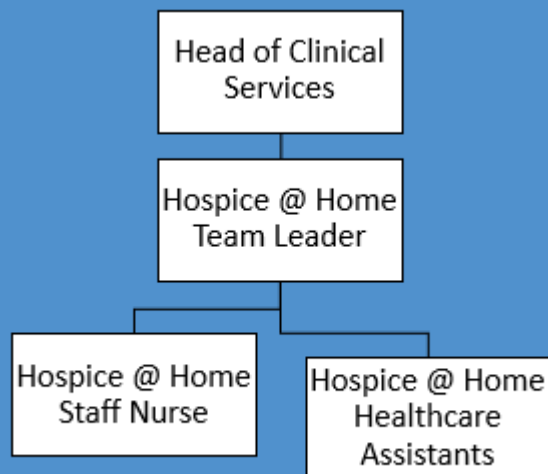 Head of Clinical
Services
Hospice @ Home
Team Leader
Hospice @ Home
Staff Nurse
Hospice @ Home
Healthcare
Assistants